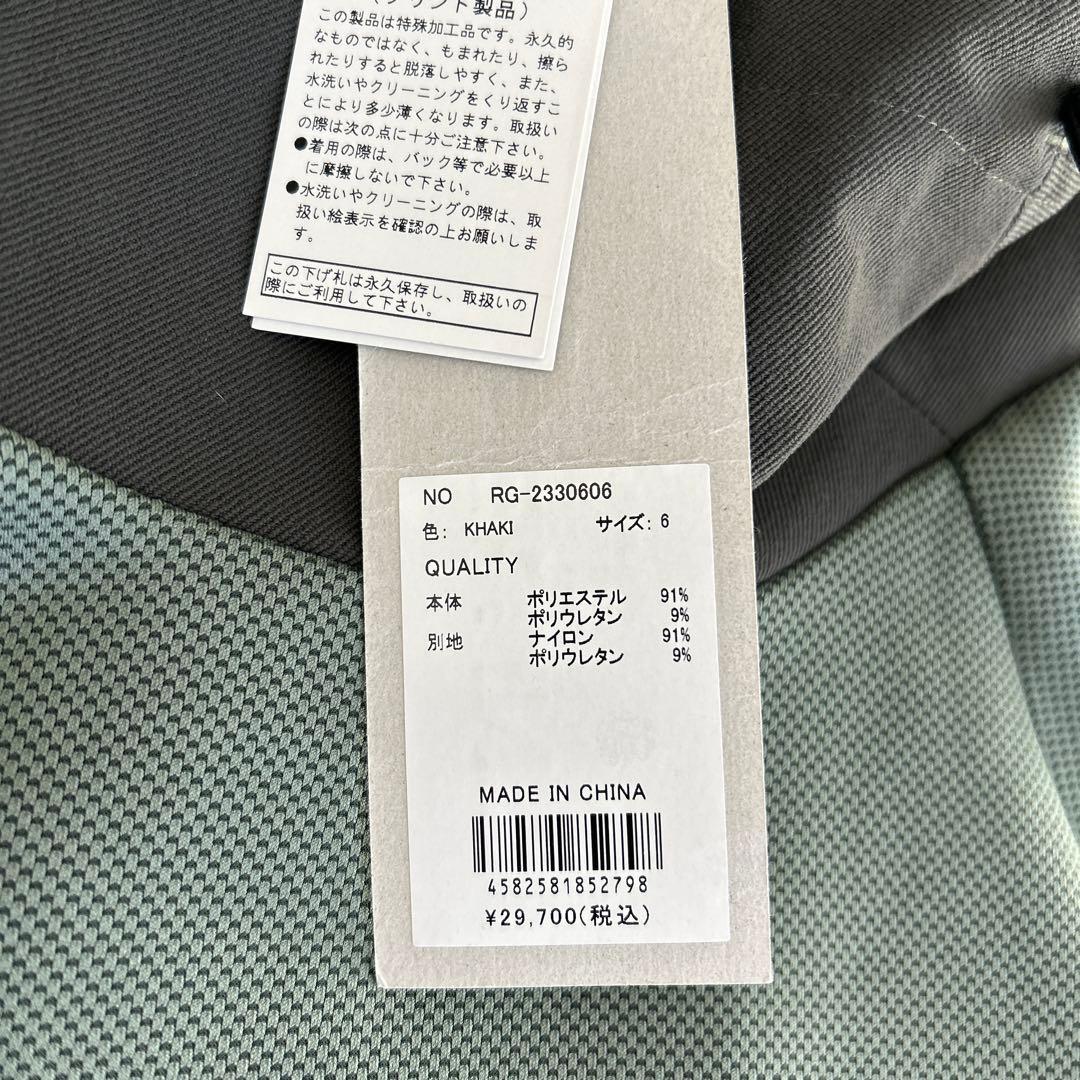 （プリント製品）
この製品は特殊加工品です。永久的
なものではなく、もまれたり、擦ら
れたりすると脱落しやすく、また、
水洗いやクリーニングをくり返すこ
とにより多少薄くなります。取扱い
の際は次の点に十分ご注意下さい。
●着用の際は、バック等で必要以上
に摩擦しないで下さい。
●水洗いやクリーニングの際は、取
扱い絵表示を確認の上お願いしま
す。
この下げ札は永久保存し、取扱いの
際にご利用して下さい。
NO RG-2330606
色: KHAKI サイズ: 6
QUALITY
本体 ポリエステル 91%
ポリウレタン 9%
別地 ナイロン 91%
ポリウレタン 9%
MADE IN CHINA
4582581852798
¥29,700(税込)